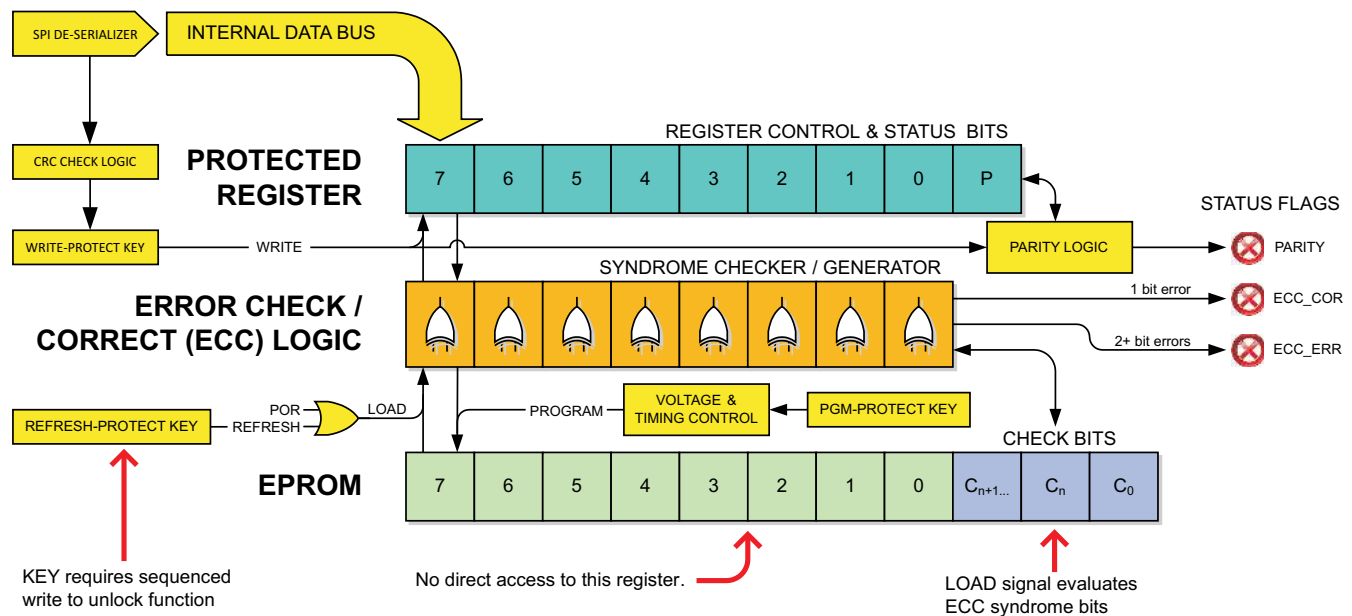 SPI DE-SERIALIZER
INTERNAL DATA BUS
CRC CHECK LOGIC
PROTECTED
REGISTER
REGISTER CONTROL & STATUS BITS
7 6 5 4 3 2 1 0 P
WRITE-PROTECT KEY
WRITE
PARITY LOGIC
STATUS FLAGS
PARITY
SYNDROME CHECKER / GENERATOR
ERROR CHECK /
CORRECT (ECC) LOGIC
1 bit error
ECC_COR
2+ bit errors
ECC_ERR
REFRESH-PROTECT KEY
POR
REFRESH
LOAD
PROGRAM
VOLTAGE &
TIMING CONTROL
PGM-PROTECT KEY
CHECK BITS
EPROM
7 6 5 4 3 2 1 0 Cn+1... Cn C0
KEY requires sequenced
write to unlock function
No direct access to this register.
LOAD signal evaluates
ECC syndrome bits